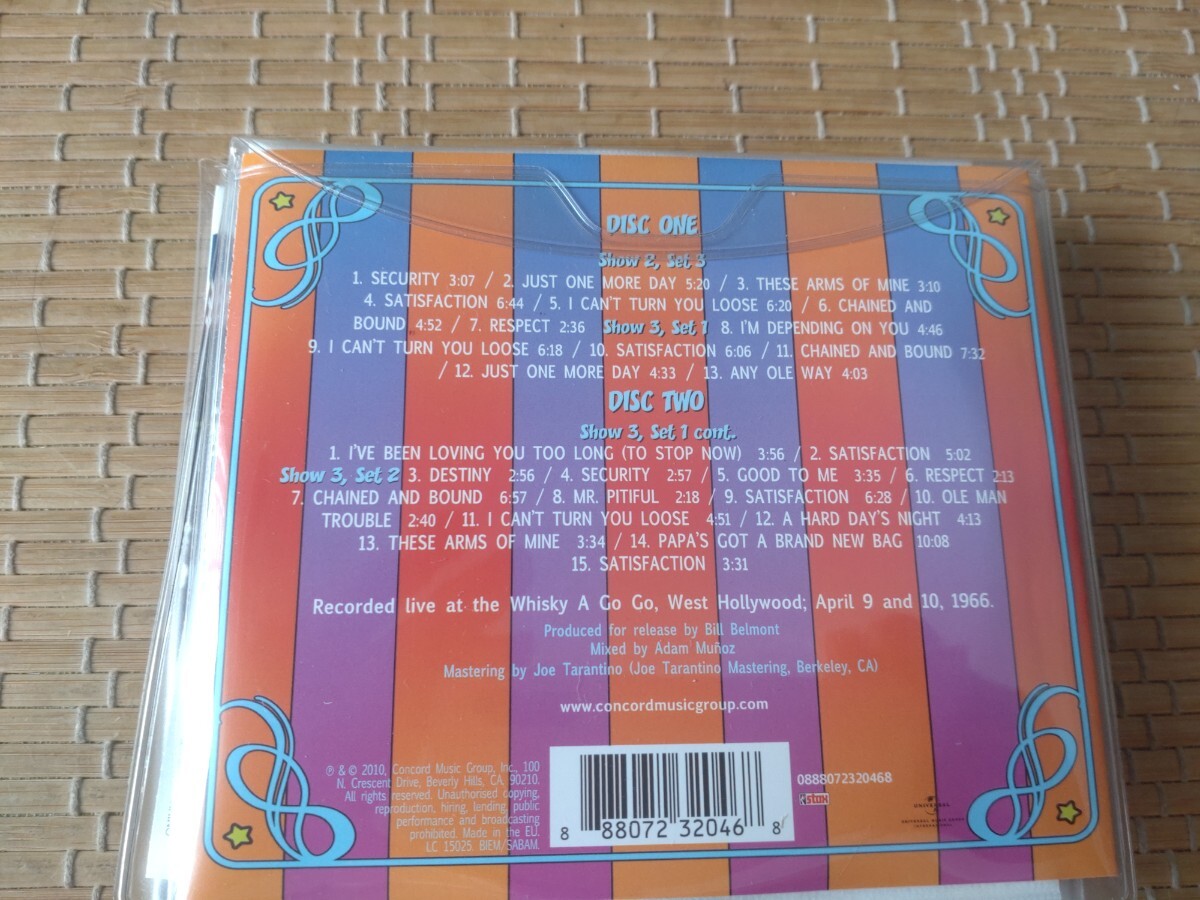 DISC ONE
Show 2, Set 3
1. SECURITY 3:07 / 2. JUST ONE MORE DAY 5:20 / 3. THESE ARMS OF MINE 3:10
4. SATISFACTION 6:44 / 5. I CAN'T TURN YOU LOOSE 6:20 / 6. CHAINED AND
BOUND 4:52 / 7. RESPECT 2:36 Show 3, Set 1 8. I'M DEPENDING ON YOU 4:46
9. I CAN'T TURN YOU LOOSE 6:18 / 10. SATISFACTION 6:06 / 11. CHAINED AND BOUND 7:32
/ 12. JUST ONE MORE DAY 4:33 / 13. ANY OLE WAY 4:03
DISC TWO
Show 3, Set 1 cont.
1. I'VE BEEN LOVING YOU TOO LONG (TO STOP NOW) 3:56 / 2. SATISFACTION 5:02
Show 3, Set 2 3. DESTINY 2:56 / 4. SECURITY 2:57 / 5. GOOD TO ME 3:35 / 6. RESPECT 2:13
7. CHAINED AND BOUND 6:57 / 8. MR. PITIFUL 2:18 / 9. SATISFACTION 6:28 / 10. OLE MAN
TROUBLE 2:40 / 11. I CAN'T TURN YOU LOOSE 4:51 / 12. A HARD DAY'S NIGHT 4:13
13. THESE ARMS OF MINE 3:34 / 14. PAPA'S GOT A BRAND NEW BAG 10:08
15. SATISFACTION 3:31
Recorded live at the Whisky A Go Go, West Hollywood; April 9 and 10, 1966.
Produced for release by Bill Belmont
Mixed by Adam Muñoz
Mastering by Joe Tarantino (Joe Tarantino Mastering, Berkeley, CA)
www.concordmusicgroup.com
℗ & © 2010, Concord Music Group, Inc., 100
N. Crescent Drive, Beverly Hills, CA 90210.
All rights reserved. Unauthorised copying,
reproduction, hiring, lending, public
performance and broadcasting
prohibited. Made in the EU.
LC 15025. BIEM/SABAM.
8 88072 32046 8
0888072320468
stax
UNIVERSAL